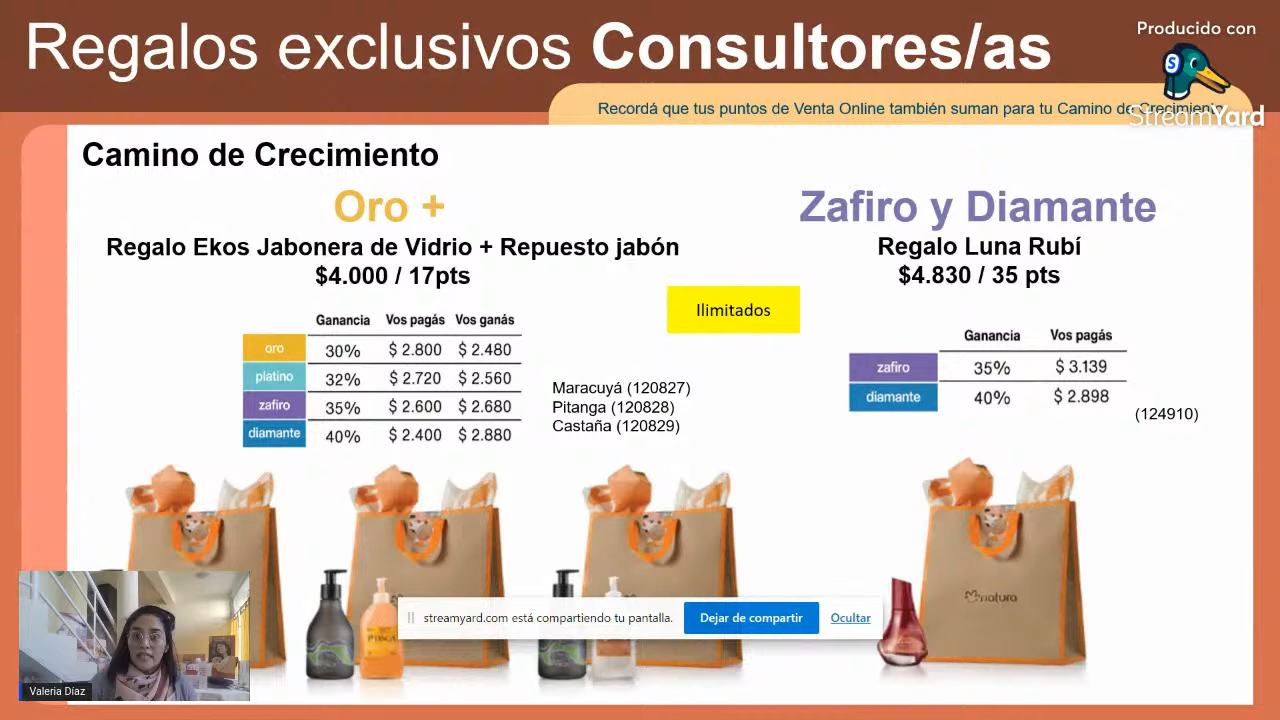 Regalos exclusivos Consultores/as
Producido con
StreamYard
Recordá que tus puntos de Venta Online también suman para tu Camino de Crecimiento
Camino de Crecimiento
Oro +
Regalo Ekos Jabonera de Vidrio + Repuesto jabón
$4.000 / 17pts
Ganancia Vos pagás Vos ganás
oro 30% $ 2.800 $ 2.480
platino 32% $ 2.720 $ 2.560
zafiro 35% $ 2.600 $ 2.680
diamante 40% $ 2.400 $ 2.880
Maracuyá (120827)
Pitanga (120828)
Castaña (120829)
Ilimitados
Zafiro y Diamante
Regalo Luna Rubí
$4.830 / 35 pts
Ganancia Vos pagás
zafiro 35% $ 3.139
diamante 40% $ 2.898
(124910)
natura
streamyard.com está compartiendo tu pantalla. Dejar de compartir Ocultar
Valeria Díaz